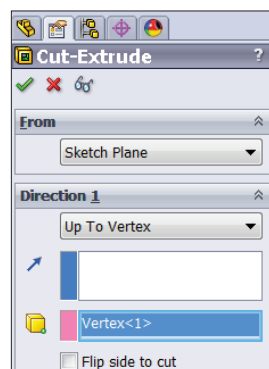 Cut-Extrude ?
From
Sketch Plane
Direction 1
Up To Vertex
Vertex<1>
Flip side to cut